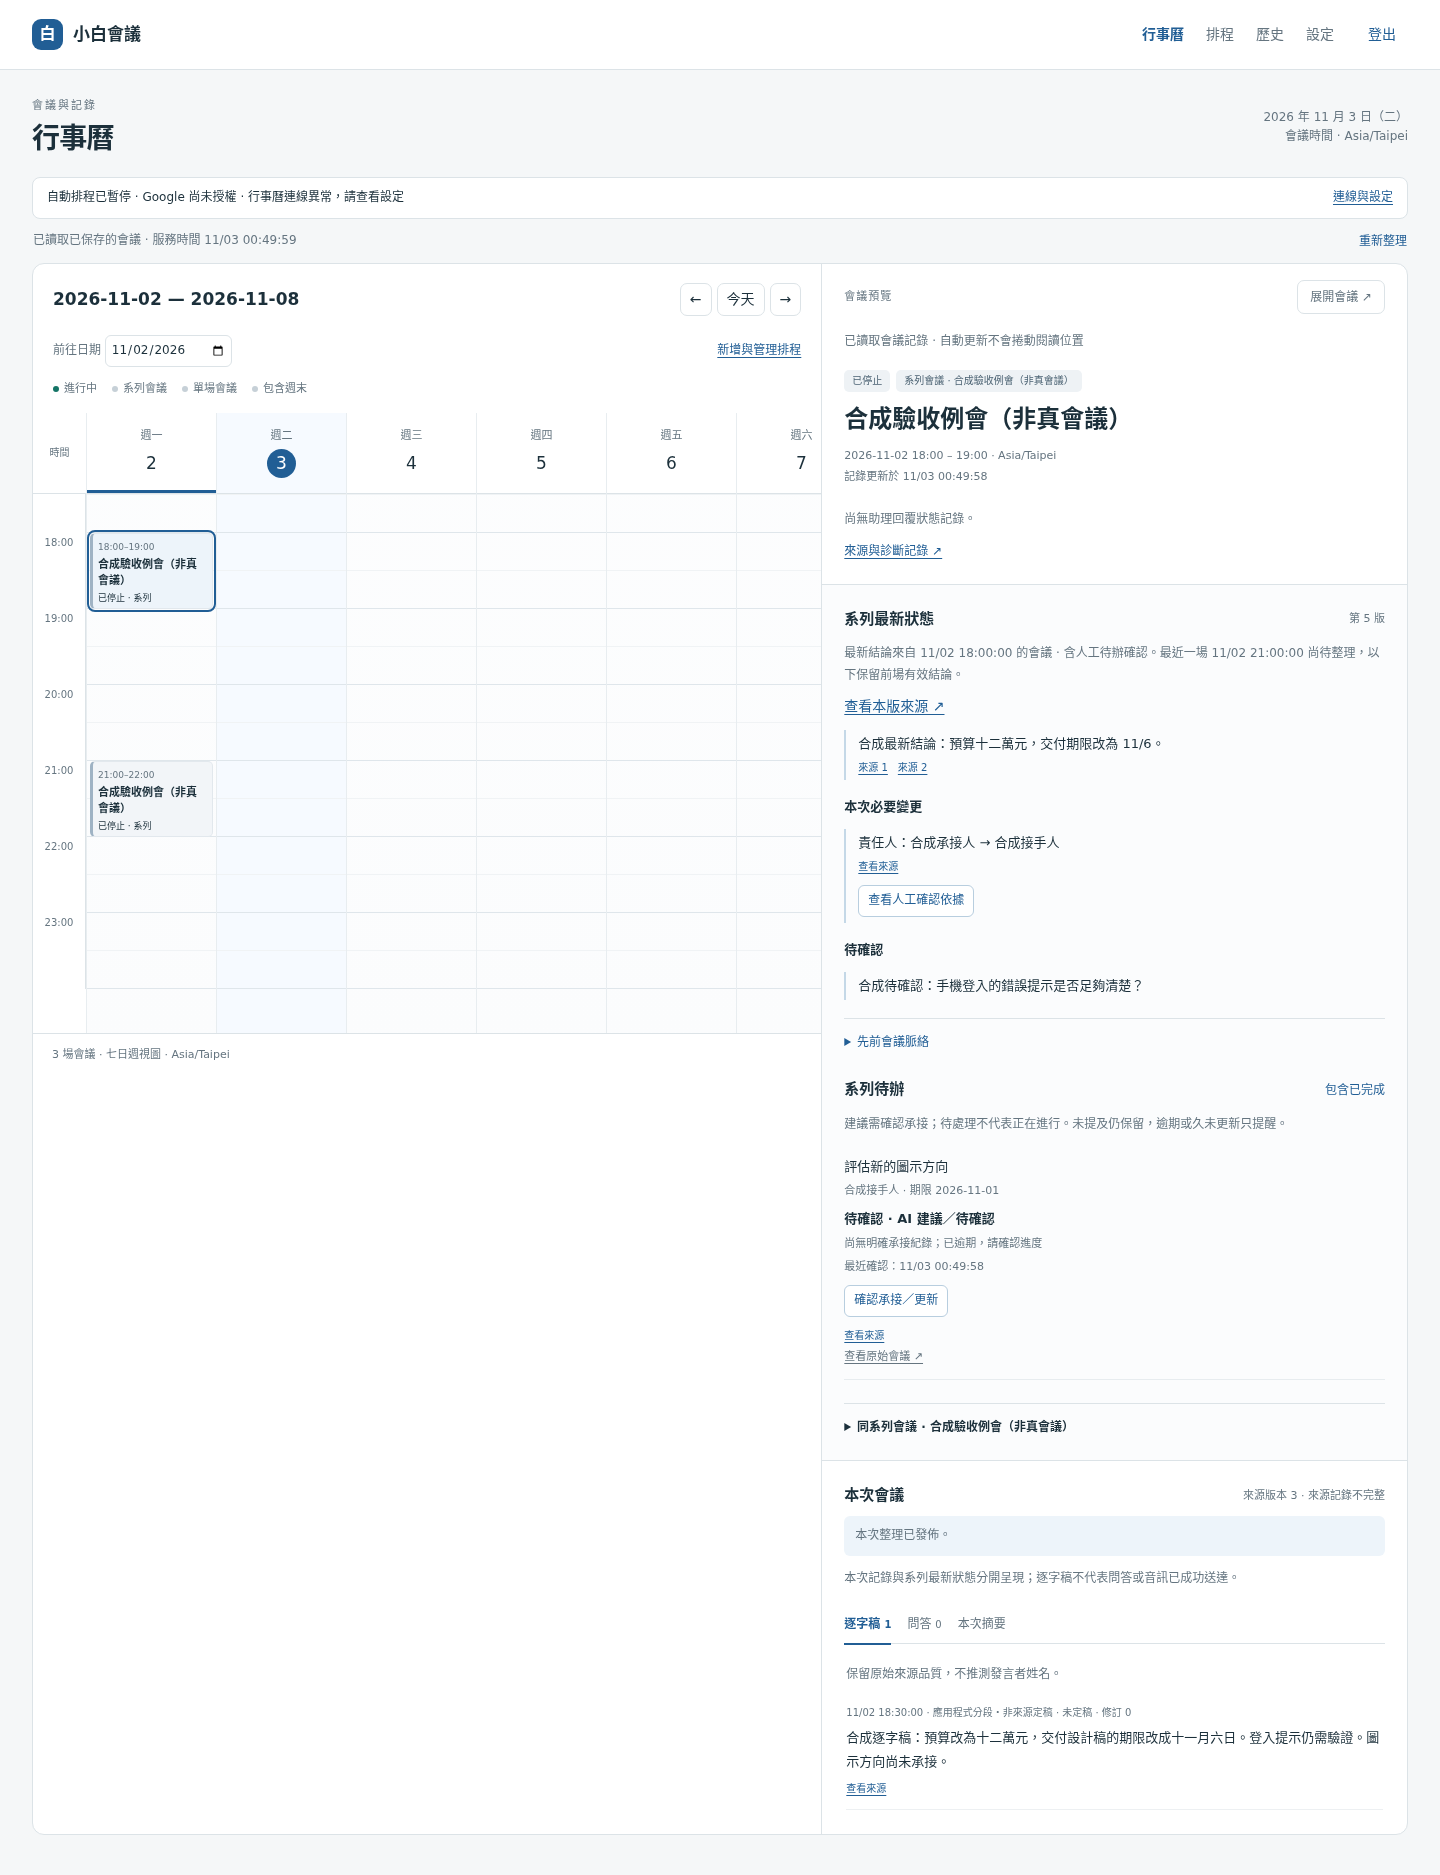 白 小白會議
行事曆 排程 歷史 設定 登出
會議與記錄
行事曆
2026 年 11 月 3 日（二）
會議時間 · Asia/Taipei
自動排程已暫停 · Google 尚未授權 · 行事曆連線異常，請查看設定
連線與設定
已讀取已保存的會議 · 服務時間 11/03 00:49:59
重新整理
2026-11-02 — 2026-11-08
← 今天 →
前往日期 11/02/2026
新增與管理排程
進行中 系列會議 單場會議 包含週末
時間 週一 週二 週三 週四 週五 週六
2 3 4 5 6 7
18:00
18:00–19:00
合成驗收例會（非真
會議）
已停止 · 系列
19:00
20:00
21:00
21:00–22:00
合成驗收例會（非真
會議）
已停止 · 系列
22:00
23:00
3 場會議 · 七日週視圖 · Asia/Taipei
會議預覽
展開會議 ↗
已讀取會議記錄 · 自動更新不會捲動閱讀位置
已停止 系列會議 · 合成驗收例會（非真會議）
合成驗收例會（非真會議）
2026-11-02 18:00 – 19:00 · Asia/Taipei
記錄更新於 11/03 00:49:58
尚無助理回覆狀態記錄。
來源與診斷記錄 ↗
系列最新狀態
第 5 版
最新結論來自 11/02 18:00:00 的會議 · 含人工待辦確認。最近一場 11/02 21:00:00 尚待整理，以
下保留前場有效結論。
查看本版來源 ↗
合成最新結論：預算十二萬元，交付期限改為 11/6。
來源 1 來源 2
本次必要變更
責任人：合成承接人 → 合成接手人
查看來源
查看人工確認依據
待確認
合成待確認：手機登入的錯誤提示是否足夠清楚？
▶ 先前會議脈絡
系列待辦
包含已完成
建議需確認承接；待處理不代表正在進行。未提及仍保留，逾期或久未更新只提醒。
評估新的圖示方向
合成接手人 · 期限 2026-11-01
待確認 · AI 建議／待確認
尚無明確承接紀錄；已逾期，請確認進度
最近確認：11/03 00:49:58
確認承接／更新
查看來源
查看原始會議 ↗
▶ 同系列會議 · 合成驗收例會（非真會議）
本次會議
來源版本 3 · 來源記錄不完整
本次整理已發佈。
本次記錄與系列最新狀態分開呈現；逐字稿不代表問答或音訊已成功送達。
逐字稿 1 問答 0 本次摘要
保留原始來源品質，不推測發言者姓名。
11/02 18:30:00 · 應用程式分段・非來源定稿 · 未定稿 · 修訂 0
合成逐字稿：預算改為十二萬元，交付設計稿的期限改成十一月六日。登入提示仍需驗證。圖
示方向尚未承接。
查看來源